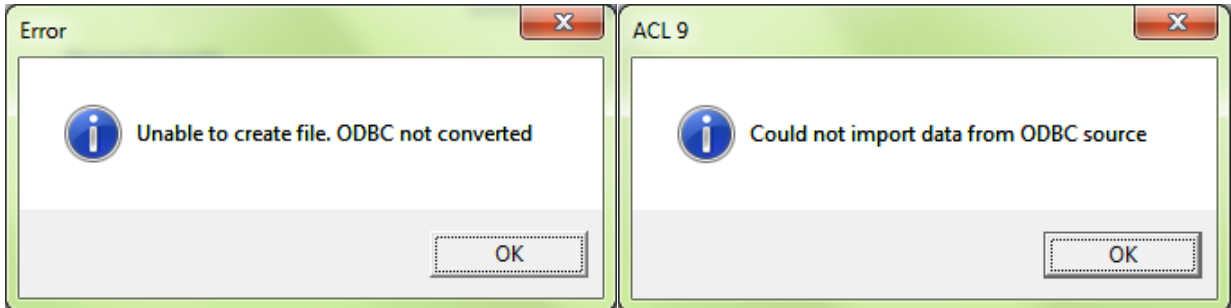 Error
Unable to create file. ODBC not converted
OK
ACL 9
Could not import data from ODBC source
OK